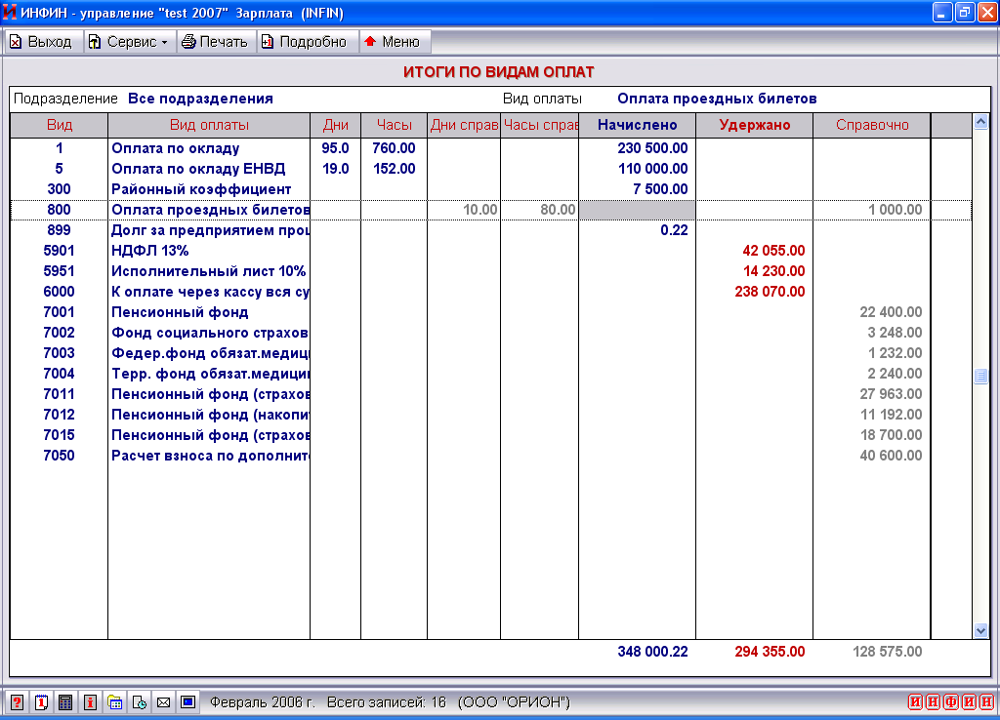 ИНФИН - управление "test 2007" Зарплата (INFIN)
Выход Сервис Печать Подробно Меню
ИТОГИ ПО ВИДАМ ОПЛАТ
Подразделение Все подразделения Вид оплаты Оплата проездных билетов
Вид Вид оплаты Дни Часы Дни справ Часы справ Начислено Удержано Справочно
1 Оплата по окладу 95.0 760.00 230 500.00
5 Оплата по окладу ЕНВД 19.0 152.00 110 000.00
300 Районный коэффициент 7 500.00
800 Оплата проездных билетов 10.00 80.00 1 000.00
899 Долг за предприятием прош 0.22
5901 НДФЛ 13% 42 055.00
5951 Исполнительный лист 10% 14 230.00
6000 К оплате через кассу вся су 238 070.00
7001 Пенсионный фонд 22 400.00
7002 Фонд социального страхов 3 248.00
7003 Федер.фонд обязат.медици 1 232.00
7004 Терр. фонд обязат.медици 2 240.00
7011 Пенсионный фонд (страхов 27 963.00
7012 Пенсионный фонд (накопит 11 192.00
7015 Пенсионный фонд (страхов 18 700.00
7050 Расчет взноса по дополните 40 600.00
348 000.22 294 355.00 128 575.00
Февраль 2006 г. Всего записей: 16 (ООО "ОРИОН") ИНФИН